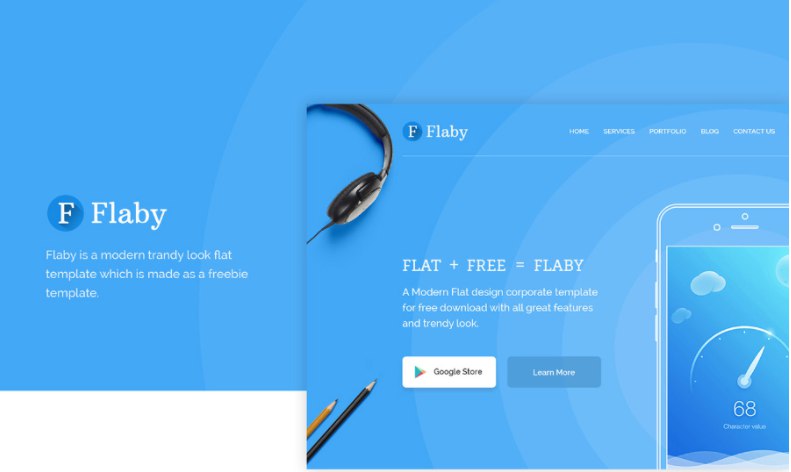 F Flaby
Flaby is a modern trandy look flat
template which is made as a freebie
template.
F Flaby
HOME SERVICES PORTFOLIO BLOG CONTACT US
FLAT + FREE = FLABY
A Modern Flat design corporate template
for free download with all great features
and trendy look.
Google Store
Learn More
68
Character value